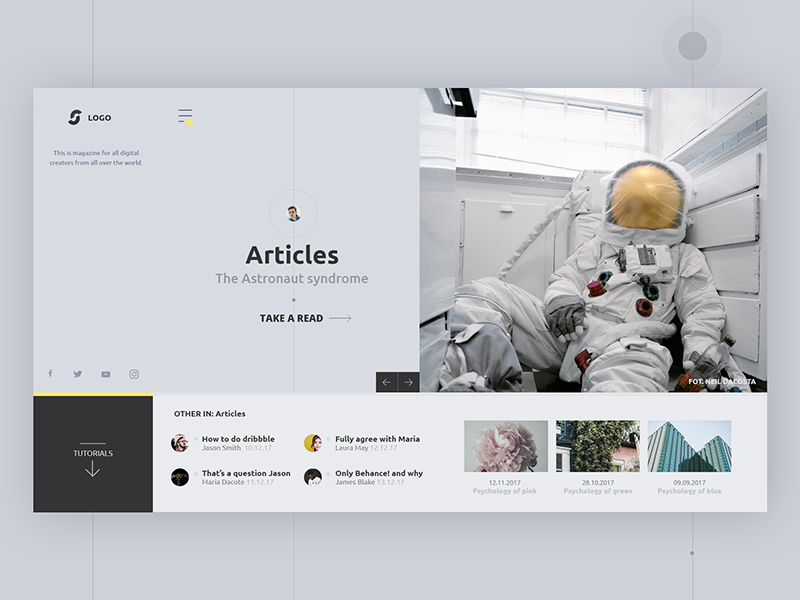 LOGO
This is magazine for all digital
creators from all over the world.
Articles
The Astronaut syndrome
TAKE A READ
FOT. NEIL DACOSTA
TUTORIALS
OTHER IN: Articles
How to do dribbble
Jason Smith 10.12.17
Fully agree with Maria
Laura May 12.12.17
That's a question Jason
Maria Dacote 11.12.17
Only Behance! and why
James Blake 13.12.17
12.11.2017
Psychology of pink
28.10.2017
Psychology of green
09.09.2017
Psychology of blue